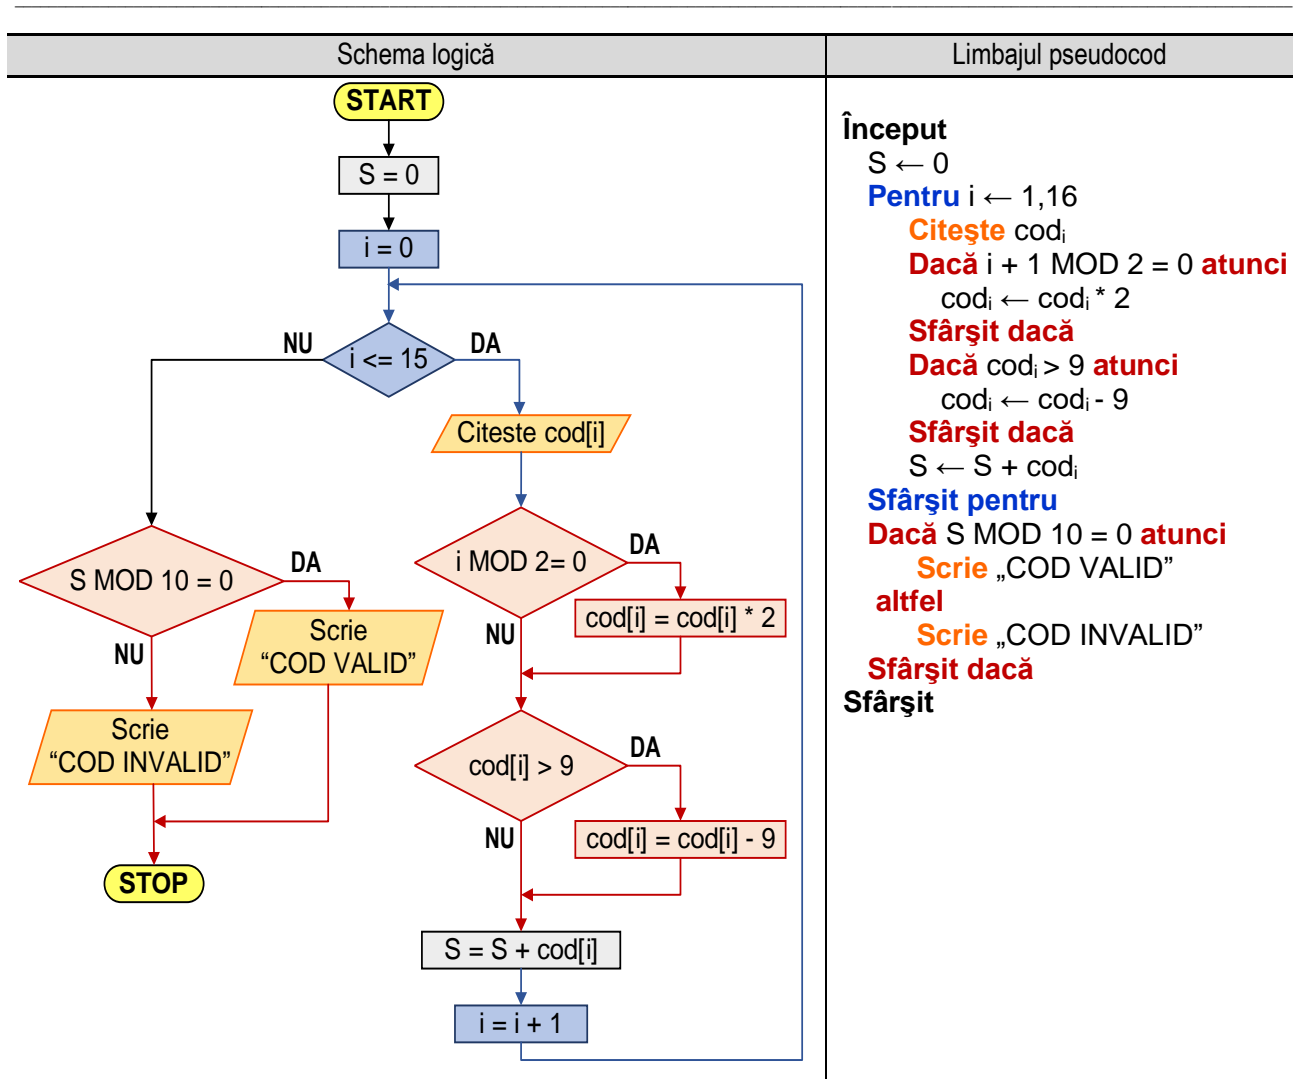 Schema logică
Limbajul pseudocod
START
S = 0
i = 0
NU
i <= 15
DA
Citeste cod[i]
S MOD 10 = 0
DA
i MOD 2= 0
DA
cod[i] = cod[i] * 2
NU
Scrie
“COD VALID”
NU
Scrie
“COD INVALID”
cod[i] > 9
DA
cod[i] = cod[i] - 9
NU
STOP
S = S + cod[i]
i = i + 1
Început
S ← 0
Pentru i ← 1,16
Citeşte codi
Dacă i + 1 MOD 2 = 0 atunci
codi ← codi * 2
Sfârşit dacă
Dacă codi > 9 atunci
codi ← codi - 9
Sfârşit dacă
S ← S + codi
Sfârşit pentru
Dacă S MOD 10 = 0 atunci
Scrie „COD VALID”
altfel
Scrie „COD INVALID”
Sfârşit dacă
Sfârşit